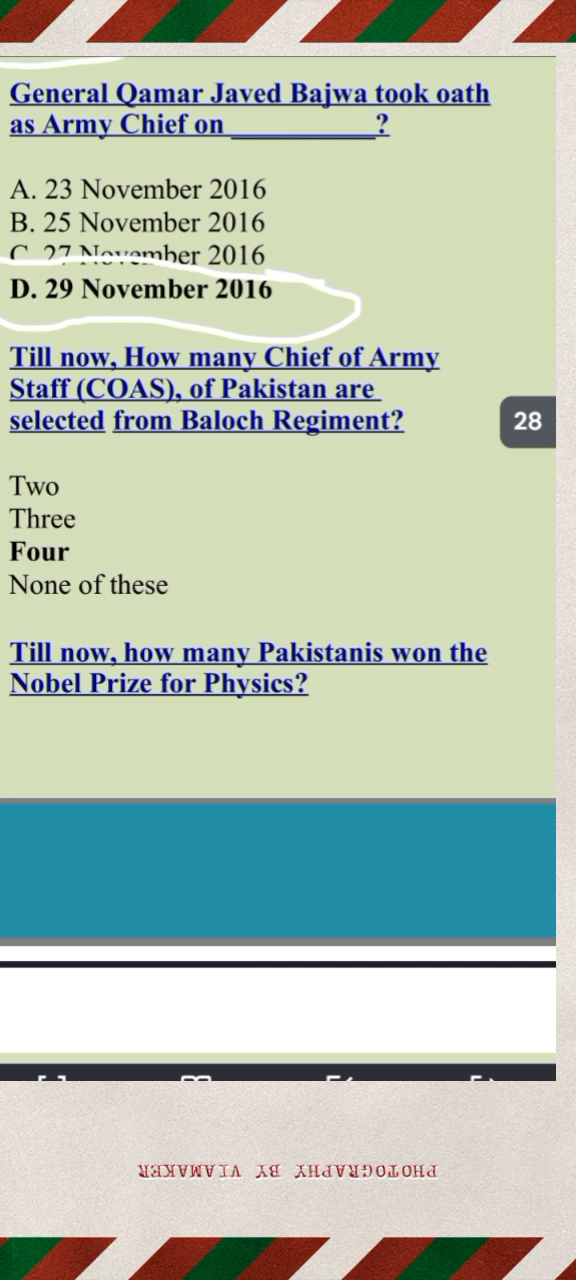 General Qamar Javed Bajwa took oath
as Army Chief on __________?
A. 23 November 2016
B. 25 November 2016
C. 27 November 2016
D. 29 November 2016
Till now, How many Chief of Army
Staff (COAS), of Pakistan are
selected from Baloch Regiment?
28
Two
Three
Four
None of these
Till now, how many Pakistanis won the
Nobel Prize for Physics?
PHOTOGRAPHY BY VIAMAKER